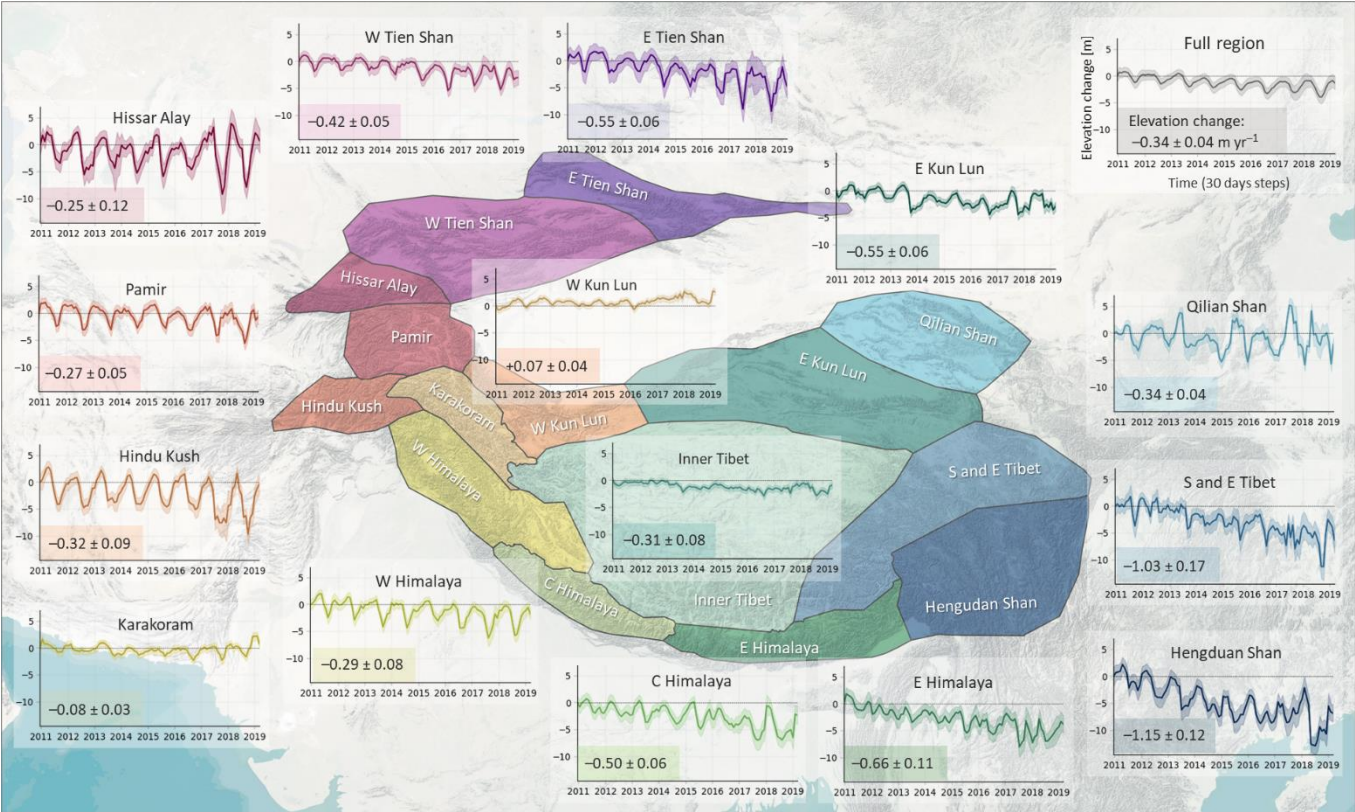 W Tien Shan
5
0
−5
−10
−0.42 ± 0.05
2011 2012 2013 2014 2015 2016 2017 2018 2019
E Tien Shan
5
0
−5
−10
−0.55 ± 0.06
2011 2012 2013 2014 2015 2016 2017 2018 2019
Full region
Elevation change [m]
5
0
−5
−10
Elevation change:
−0.34 ± 0.04 m yr⁻¹
2011 2012 2013 2014 2015 2016 2017 2018 2019
Time (30 days steps)
Hissar Alay
5
0
−5
−10
−0.25 ± 0.12
2011 2012 2013 2014 2015 2016 2017 2018 2019
E Kun Lun
5
0
−5
−10
−0.55 ± 0.06
2011 2012 2013 2014 2015 2016 2017 2018 2019
E Tien Shan
W Tien Shan
Hissar Alay
Pamir
Hindu Kush
Karakoram
W Kun Lun
E Kun Lun
Qilian Shan
W Himalaya
C Himalaya
Inner Tibet
E Himalaya
S and E Tibet
Hengudan Shan
Pamir
5
0
−5
−10
−0.27 ± 0.05
2011 2012 2013 2014 2015 2016 2017 2018 2019
W Kun Lun
5
0
−5
−10
+0.07 ± 0.04
2011 2012 2013 2014 2015 2016 2017 2018 2019
Qilian Shan
5
0
−5
−10
−0.34 ± 0.04
2011 2012 2013 2014 2015 2016 2017 2018 2019
Hindu Kush
5
0
−5
−10
−0.32 ± 0.09
2011 2012 2013 2014 2015 2016 2017 2018 2019
Inner Tibet
5
0
−5
−10
−0.31 ± 0.08
2011 2012 2013 2014 2015 2016 2017 2018 2019
S and E Tibet
5
0
−5
−10
−1.03 ± 0.17
2011 2012 2013 2014 2015 2016 2017 2018 2019
Karakoram
5
0
−5
−10
−0.08 ± 0.03
2011 2012 2013 2014 2015 2016 2017 2018 2019
W Himalaya
5
0
−5
−10
−0.29 ± 0.08
2011 2012 2013 2014 2015 2016 2017 2018 2019
C Himalaya
5
0
−5
−10
−0.50 ± 0.06
2011 2012 2013 2014 2015 2016 2017 2018 2019
E Himalaya
5
0
−5
−10
−0.66 ± 0.11
2011 2012 2013 2014 2015 2016 2017 2018 2019
Hengduan Shan
5
0
−5
−10
−1.15 ± 0.12
2011 2012 2013 2014 2015 2016 2017 2018 2019